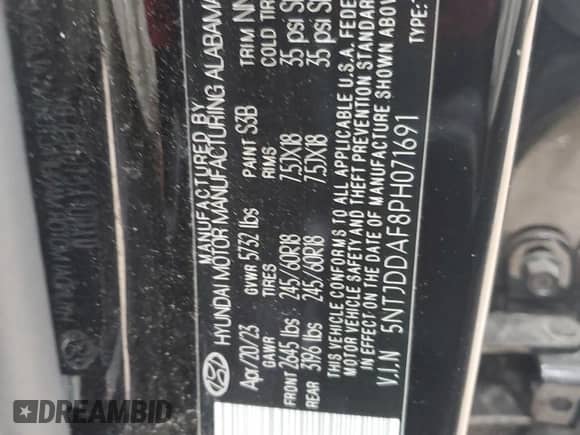 MANUFACTURED BY
HYUNDAI MOTOR MANUFACTURING ALABAMA
Apr/20/23 GVWR 5732 lbs PAINT S3B TRIM NN
GAWR TIRES RIMS COLD TIRE
FRONT 2645 lbs 245/60R18 7.5JX18 35 psi
REAR 3196 lbs 245/60R18 7.5JX18 35 psi
THIS VEHICLE CONFORMS TO ALL APPLICABLE U.S.A. FEDE
MOTOR VEHICLE SAFETY AND THEFT PREVENTION STANDAR
IN EFFECT ON THE DATE OF MANUFACTURE SHOWN ABOVE.
V.I.N 5NTJDDAF8PH071691 TYPE:
DREAMBID